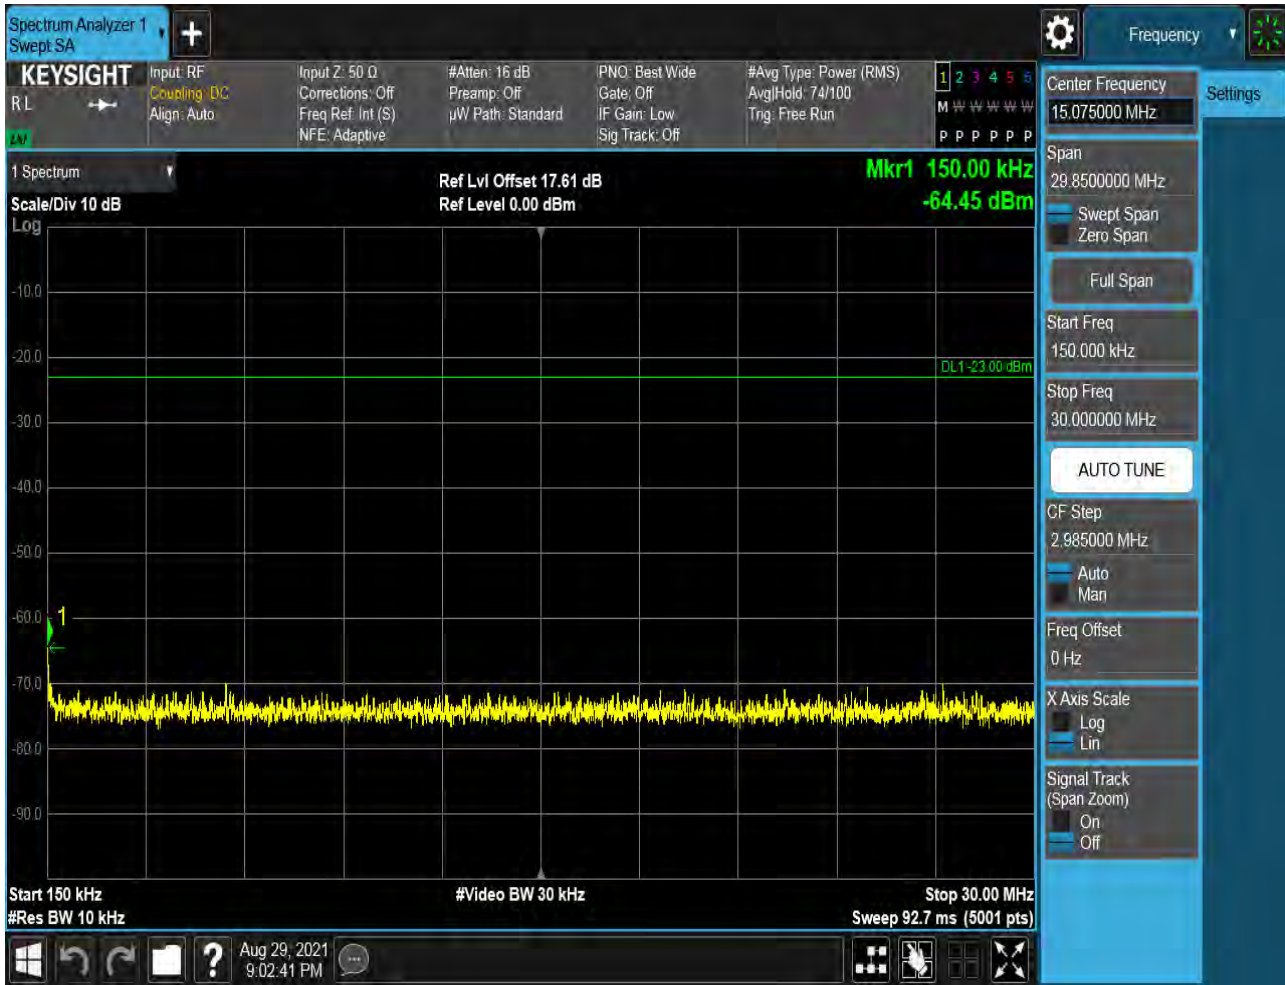 Spectrum Analyzer 1
Swept SA
Frequency
KEYSIGHT
R L
LNI
Input: RF
Coupling: DC
Align: Auto
Input Z: 50 Ω
Corrections: Off
Freq Ref: Int (S)
NFE: Adaptive
#Atten: 16 dB
Preamp: Off
µW Path: Standard
PNO: Best Wide
Gate: Off
IF Gain: Low
Sig Track: Off
#Avg Type: Power (RMS)
Avg|Hold: 74/100
Trig: Free Run
1 2 3 4 5 6
M W W W W W
P P P P P P
1 Spectrum
Scale/Div 10 dB
Log
Ref Lvl Offset 17.61 dB
Ref Level 0.00 dBm
Mkr1 150.00 kHz
-64.45 dBm
-10.0
-20.0
DL1 -23.00 dBm
-30.0
-40.0
-50.0
-60.0
1
-70.0
-80.0
-90.0
Start 150 kHz
#Res BW 10 kHz
#Video BW 30 kHz
Stop 30.00 MHz
Sweep 92.7 ms (5001 pts)
Center Frequency
15.075000 MHz
Settings
Span
29.8500000 MHz
Swept Span
Zero Span
Full Span
Start Freq
150.000 kHz
Stop Freq
30.000000 MHz
AUTO TUNE
CF Step
2.985000 MHz
Auto
Man
Freq Offset
0 Hz
X Axis Scale
Log
Lin
Signal Track
(Span Zoom)
On
Off
?
Aug 29, 2021
9:02:41 PM